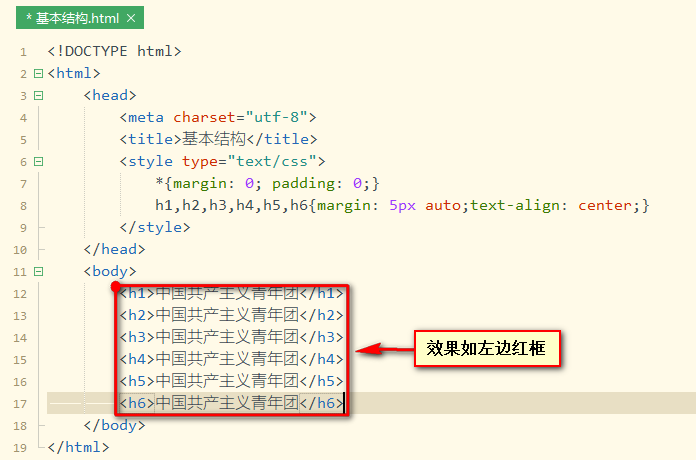 * 基本结构.html ×
1 <!DOCTYPE html>
2 <html>
3 <head>
4 <meta charset="utf-8">
5 <title>基本结构</title>
6 <style type="text/css">
7 *{margin: 0; padding: 0;}
8 h1,h2,h3,h4,h5,h6{margin: 5px auto;text-align: center;}
9 </style>
10 </head>
11 <body>
12 <h1>中国共产主义青年团</h1>
13 <h2>中国共产主义青年团</h2>
14 <h3>中国共产主义青年团</h3>
15 <h4>中国共产主义青年团</h4>
16 <h5>中国共产主义青年团</h5>
17 <h6>中国共产主义青年团</h6>
18 </body>
19 </html>
效果如左边红框